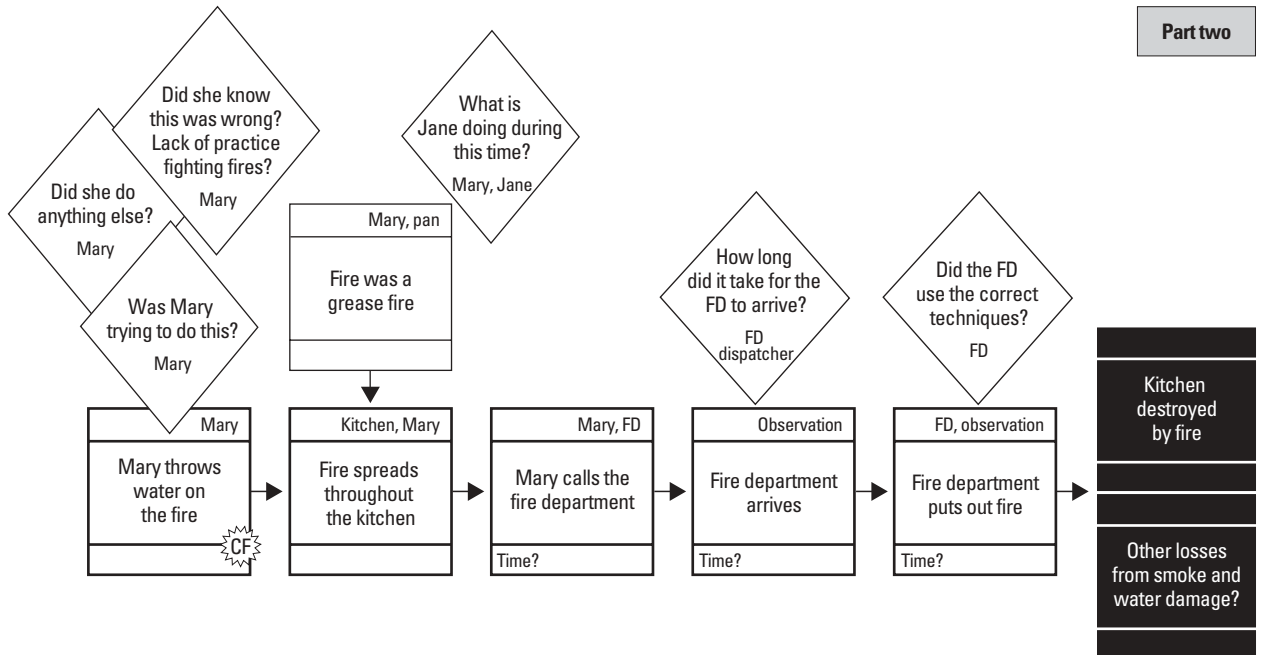 Part two
Did she know
this was wrong?
Lack of practice
fighting fires?
Mary
Did she do
anything else?
Mary
Was Mary
trying to do this?
Mary
What is
Jane doing during
this time?
Mary, Jane
Mary, pan
Fire was a
grease fire
How long
did it take for the
FD to arrive?
FD
dispatcher
Did the FD
use the correct
techniques?
FD
Mary
Mary throws
water on
the fire
CF
Kitchen, Mary
Fire spreads
throughout
the kitchen
Mary, FD
Mary calls the
fire department
Time?
Observation
Fire department
arrives
Time?
FD, observation
Fire department
puts out fire
Time?
Kitchen
destroyed
by fire
Other losses
from smoke and
water damage?